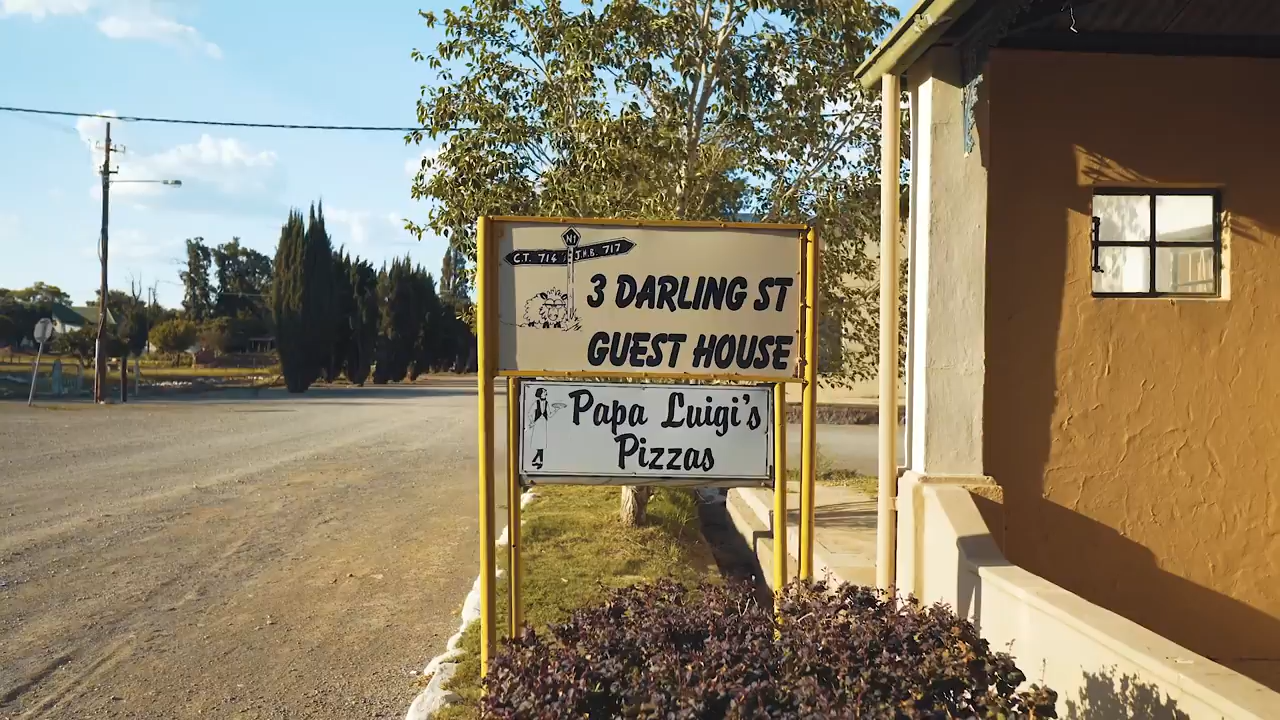 N1
C.T. 714 J.H.B. 717
3 DARLING ST
GUEST HOUSE
Papa Luigi's
Pizzas